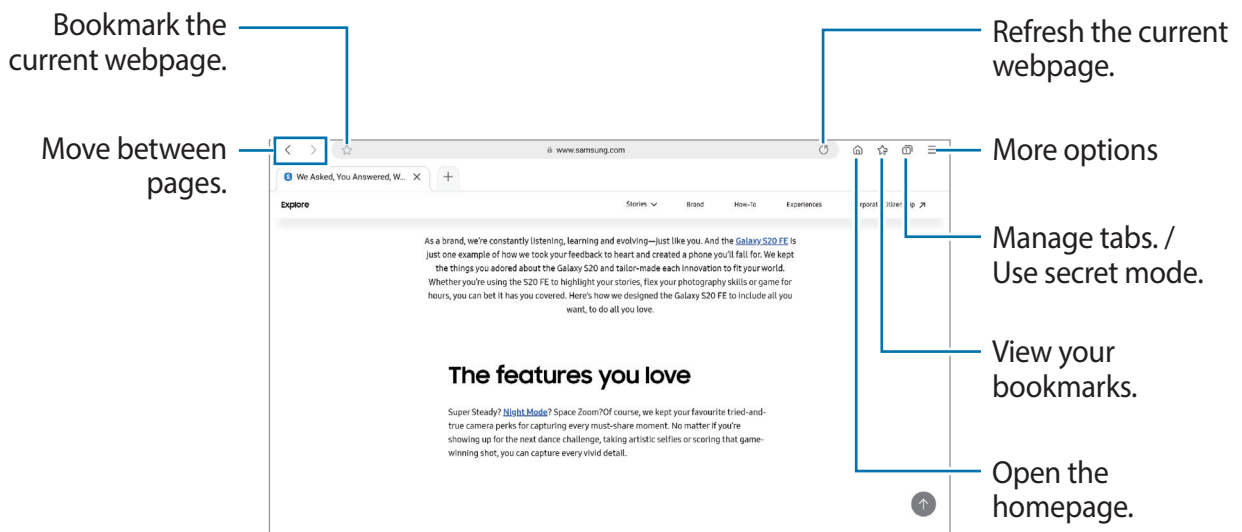 Bookmark the
current webpage.
Move between
pages.
Refresh the current
webpage.
More options
Manage tabs. /
Use secret mode.
View your
bookmarks.
Open the
homepage.
www.samsung.com
We Asked, You Answered, W...
Explore Stories Brand How-To Experiences
As a brand, we're constantly listening, learning and evolving—just like you. And the Galaxy S20 FE is
just one example of how we took your feedback to heart and created a phone you'll fall for. We kept
the things you adored about the Galaxy S20 and tailor-made each innovation to fit your world.
Whether you're using the S20 FE to highlight your stories, flex your photography skills or game for
hours, you can bet it has you covered. Here's how we designed the Galaxy S20 FE to include all you
want, to do all you love.
The features you love
Super Steady? Night Mode? Space Zoom?Of course, we kept your favourite tried-and-
true camera perks for capturing every must-share moment. No matter if you're
showing up for the next dance challenge, taking artistic selfies or scoring that game-
winning shot, you can capture every vivid detail.